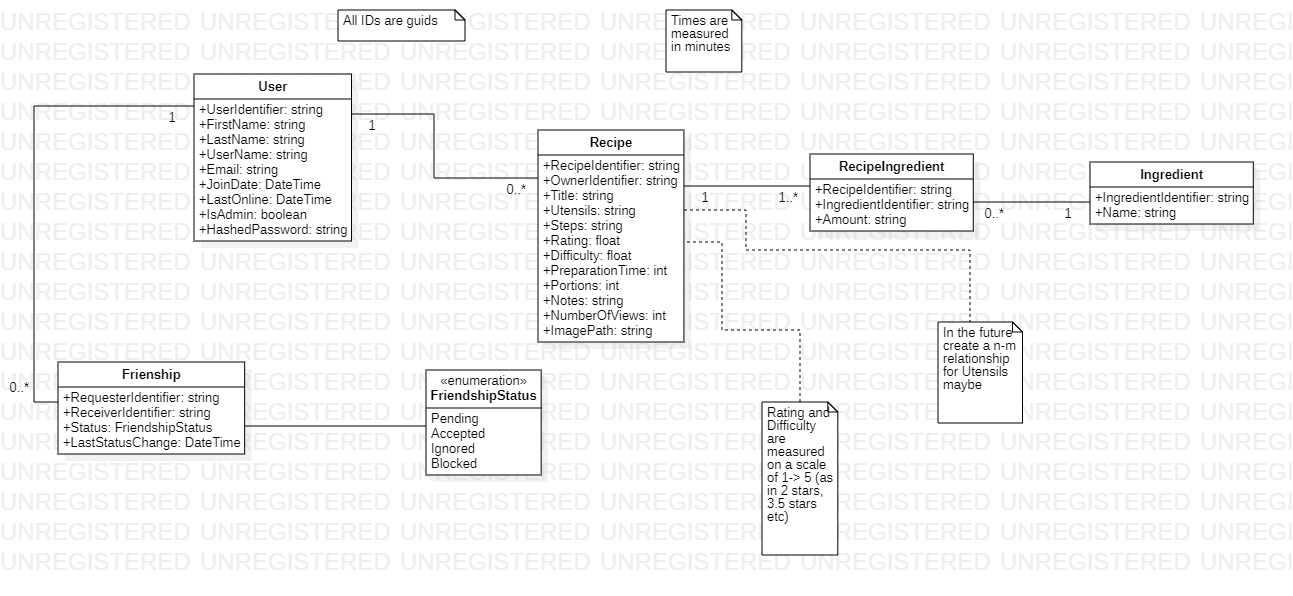 All IDs are guids
Times are
measured
in minutes
User
+UserIdentifier: string
+FirstName: string
+LastName: string
+UserName: string
+Email: string
+JoinDate: DateTime
+LastOnline: DateTime
+IsAdmin: boolean
+HashedPassword: string
1
1
0..*
Recipe
+RecipeIdentifier: string
+OwnerIdentifier: string
+Title: string
+Utensils: string
+Steps: string
+Rating: float
+Difficulty: float
+PreparationTime: int
+Portions: int
+Notes: string
+NumberOfViews: int
+ImagePath: string
1
1..*
RecipeIngredient
+RecipeIdentifier: string
+IngredientIdentifier: string
+Amount: string
0..*
1
Ingredient
+IngredientIdentifier: string
+Name: string
In the future
create a n-m
relationship
for Utensils
maybe
0..*
Frienship
+RequesterIdentifier: string
+ReceiverIdentifier: string
+Status: FriendshipStatus
+LastStatusChange: DateTime
«enumeration»
FriendshipStatus
Pending
Accepted
Ignored
Blocked
Rating and
Difficulty
are
measured
on a scale
of 1-> 5 (as
in 2 stars,
3.5 stars
etc)
UNREGISTERED UNREGISTERED UNREGISTERED UNREGISTERED UNREGISTERED UNREGISTERED UNREGI